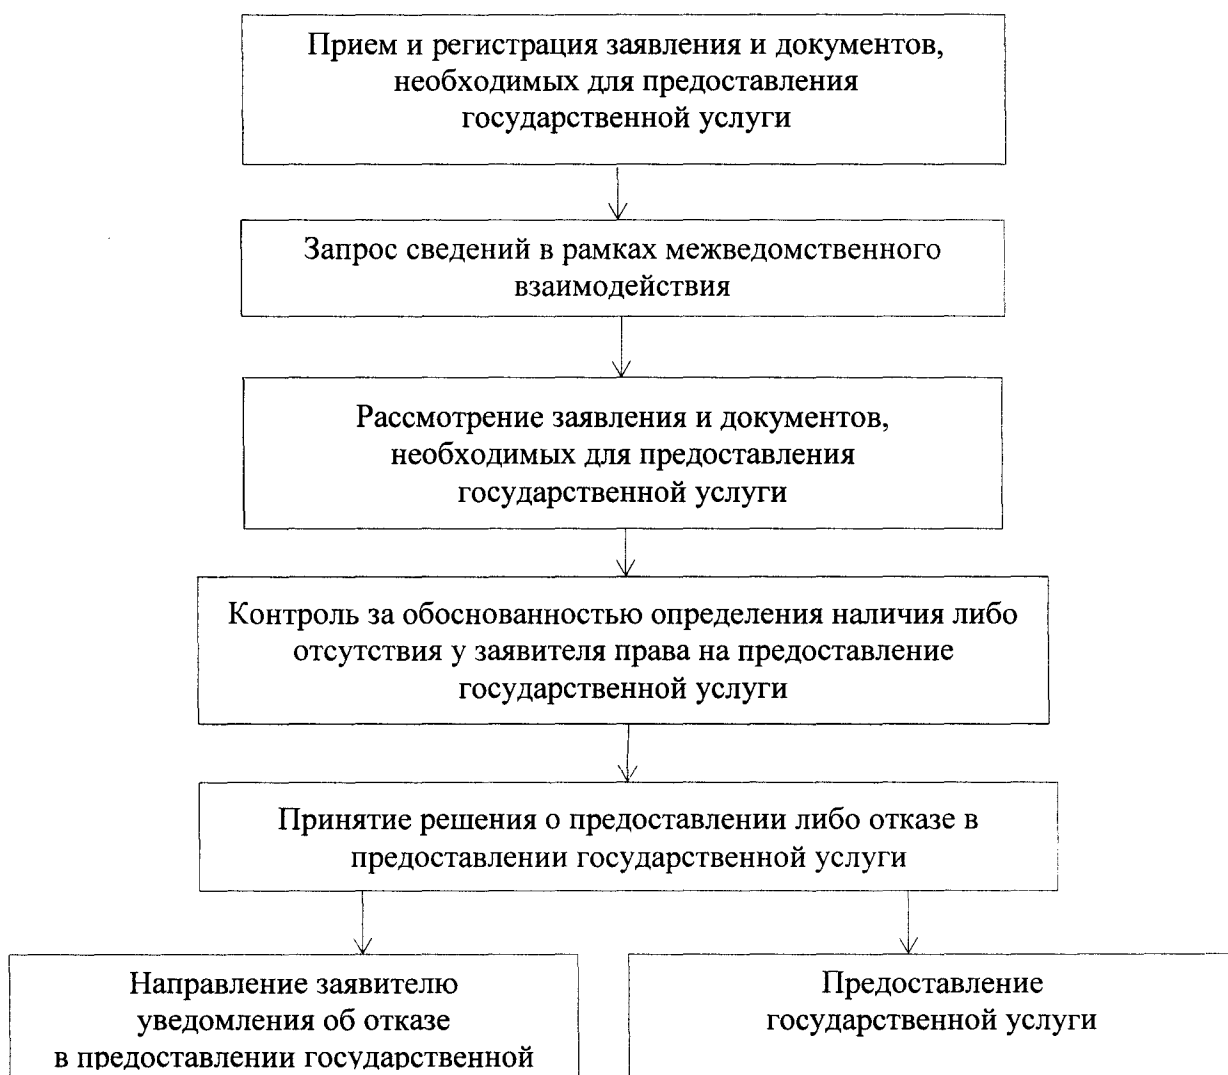 Прием и регистрация заявления и документов,
необходимых для предоставления
государственной услуги
Запрос сведений в рамках межведомственного
взаимодействия
Рассмотрение заявления и документов,
необходимых для предоставления
государственной услуги
Контроль за обоснованностью определения наличия либо
отсутствия у заявителя права на предоставление
государственной услуги
Принятие решения о предоставлении либо отказе в
предоставлении государственной услуги
Направление заявителю
уведомления об отказе
в предоставлении государственной
Предоставление
государственной услуги